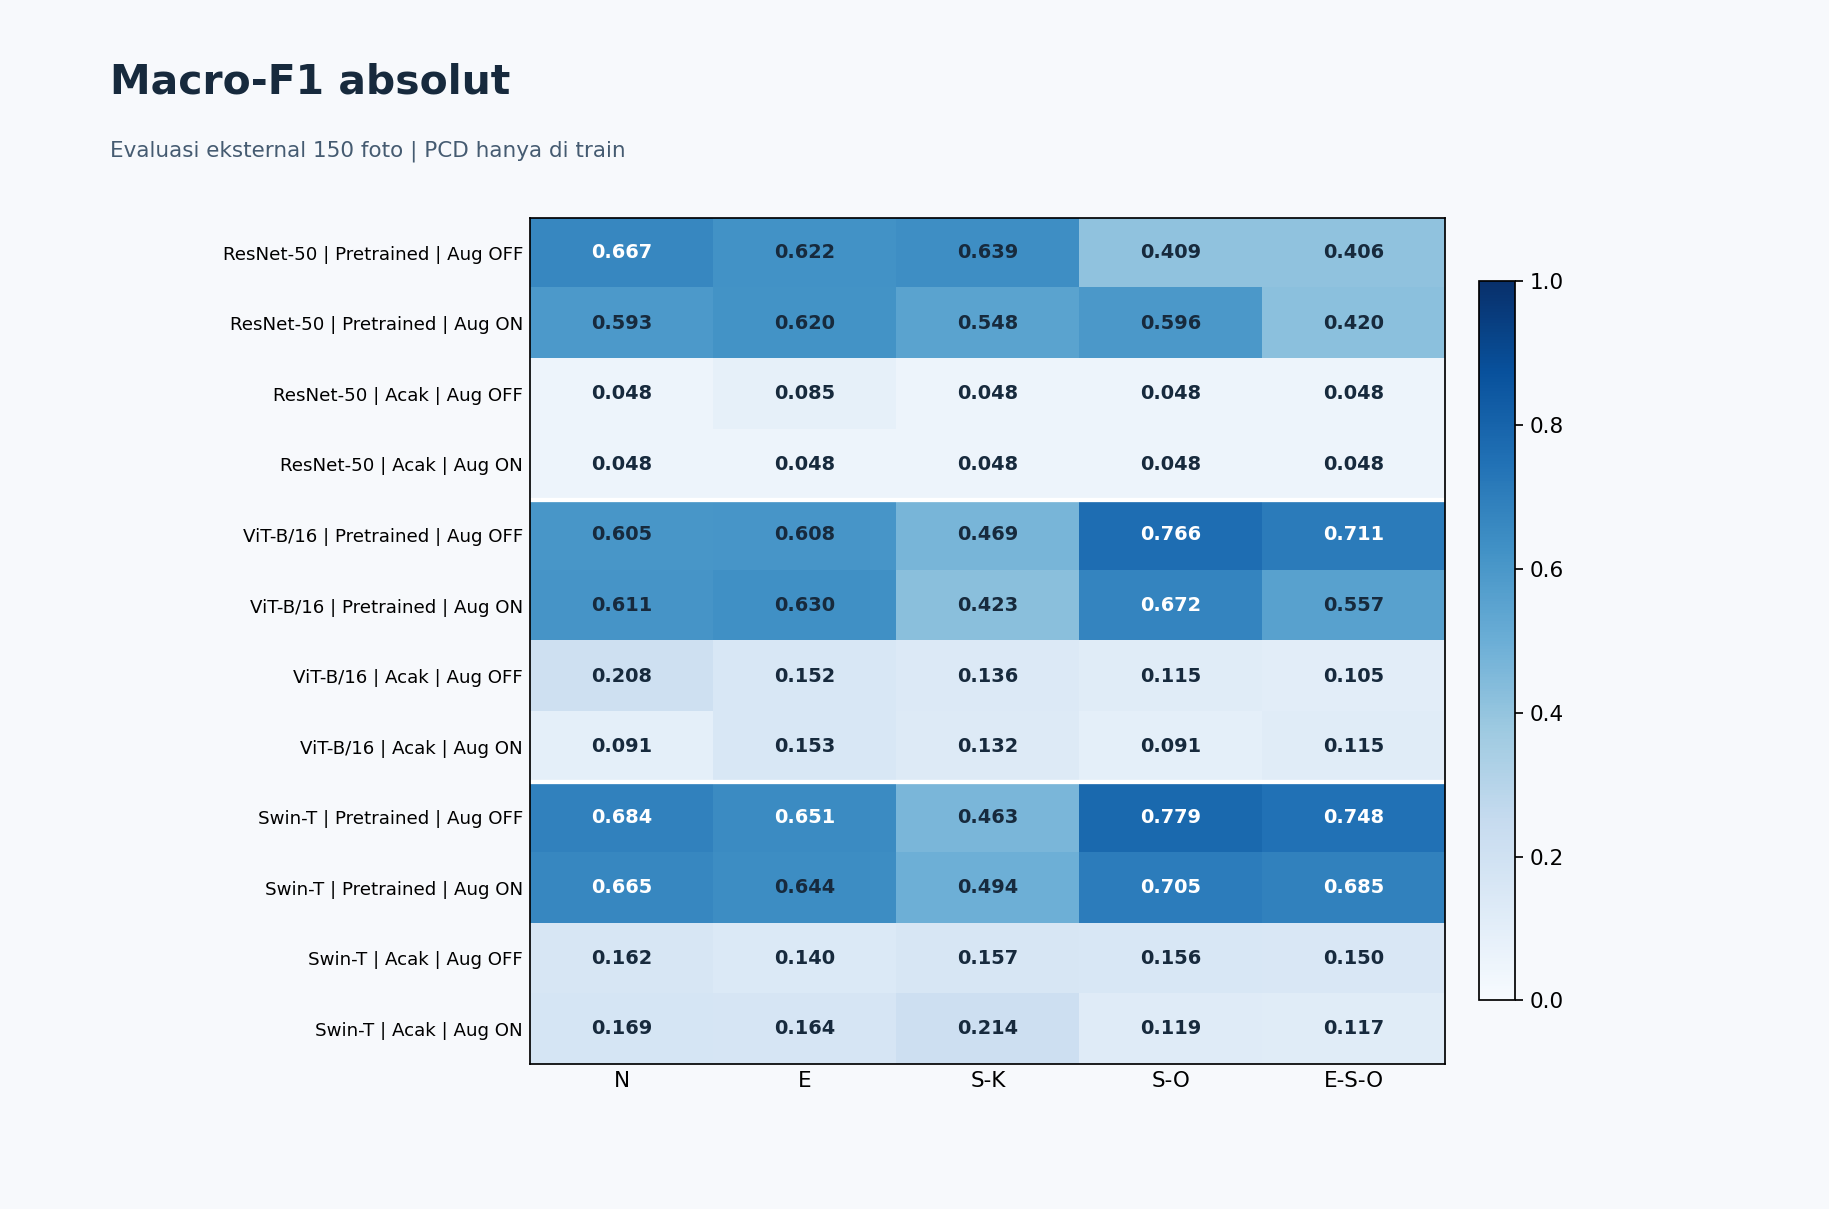 Macro-F1 absolut
Evaluasi eksternal 150 foto | PCD hanya di train
ResNet-50 | Pretrained | Aug OFF 0.667 0.622 0.639 0.409 0.406
ResNet-50 | Pretrained | Aug ON 0.593 0.620 0.548 0.596 0.420
ResNet-50 | Acak | Aug OFF 0.048 0.085 0.048 0.048 0.048
ResNet-50 | Acak | Aug ON 0.048 0.048 0.048 0.048 0.048
ViT-B/16 | Pretrained | Aug OFF 0.605 0.608 0.469 0.766 0.711
ViT-B/16 | Pretrained | Aug ON 0.611 0.630 0.423 0.672 0.557
ViT-B/16 | Acak | Aug OFF 0.208 0.152 0.136 0.115 0.105
ViT-B/16 | Acak | Aug ON 0.091 0.153 0.132 0.091 0.115
Swin-T | Pretrained | Aug OFF 0.684 0.651 0.463 0.779 0.748
Swin-T | Pretrained | Aug ON 0.665 0.644 0.494 0.705 0.685
Swin-T | Acak | Aug OFF 0.162 0.140 0.157 0.156 0.150
Swin-T | Acak | Aug ON 0.169 0.164 0.214 0.119 0.117
N E S-K S-O E-S-O
1.0
0.8
0.6
0.4
0.2
0.0